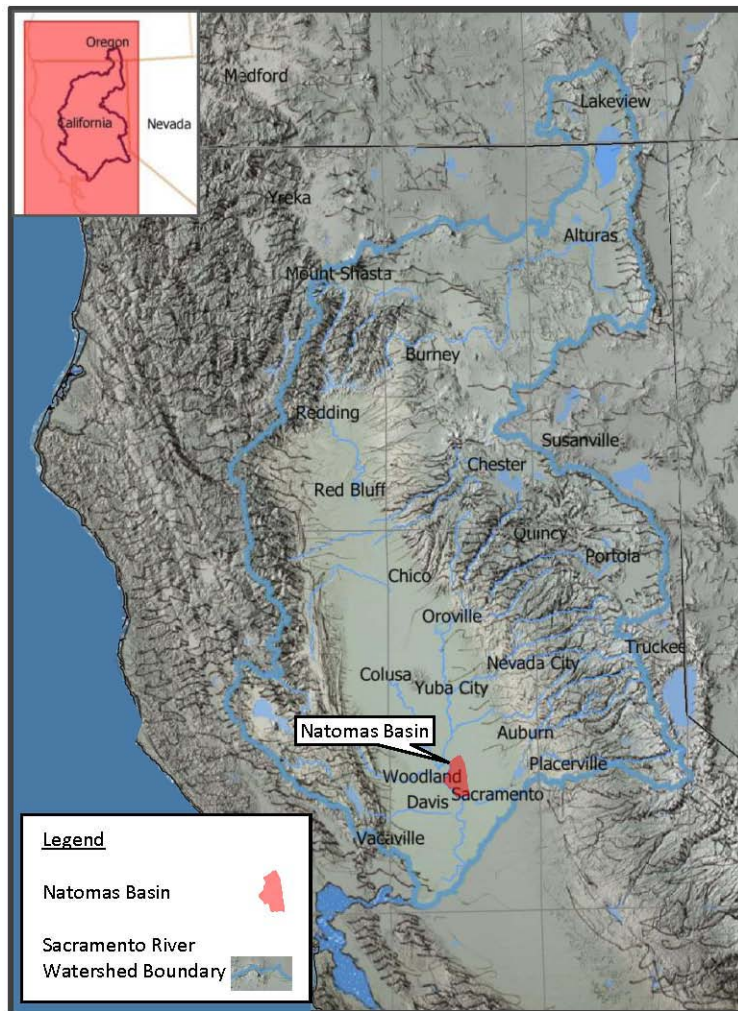 Oregon
California
Nevada
Medford
Lakeview
Yreka
Alturas
Mount Shasta
Burney
Redding
Susanville
Chester
Red Bluff
Quincy
Portola
Chico
Oroville
Truckee
Nevada City
Colusa
Yuba City
Natomas Basin
Auburn
Placerville
Woodland
Sacramento
Davis
Vacaville
Legend
Natomas Basin
Sacramento River
Watershed Boundary